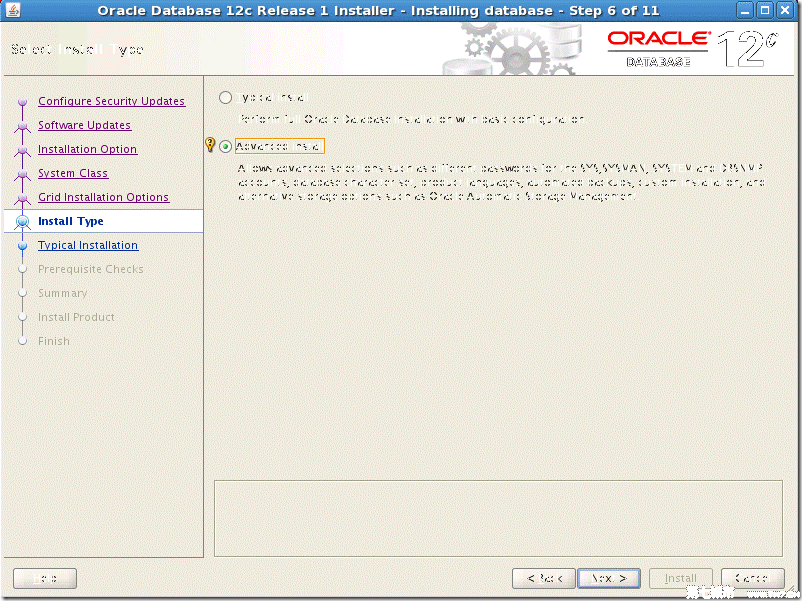 Oracle Database 12c Release 1 Installer - Installing database - Step 6 of 11
Select Install Type
ORACLE
DATABASE
12c
Configure Security Updates
Software Updates
Installation Option
System Class
Grid Installation Options
Install Type
Typical Installation
Prerequisite Checks
Summary
Install Product
Finish
Typical Install
Perform full Oracle Database installation with basic configuration
Advanced Install
Allows advanced selections such as different passwords for the SYS, SYSMAN, SYSTEM and DBSNMP
accounts, database character set, product languages, automated backups, custom installation, and
alternative storage options such as Oracle Automatic Storage Management.
Help
< Back
Next >
Install
Cancel